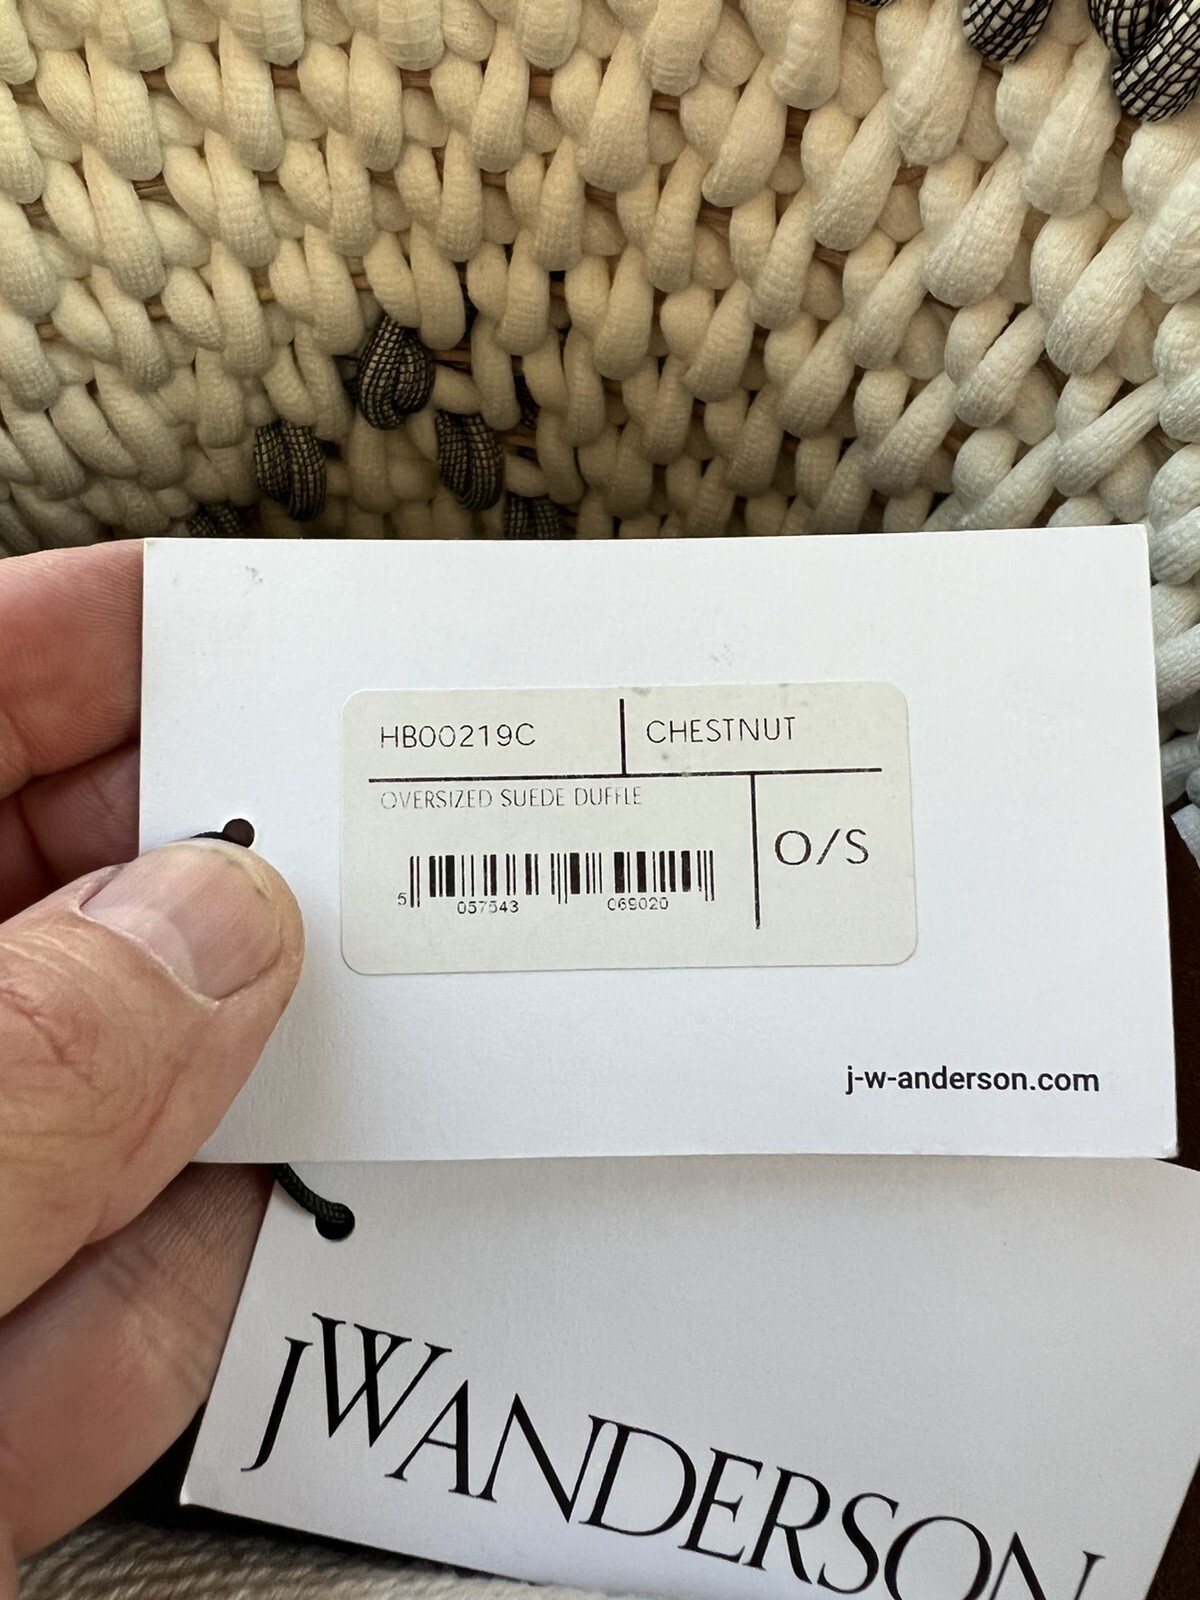 HB00219C
CHESTNUT
OVERSIZED SUEDE DUFFLE
O/S
5 057543 069020
j-w-anderson.com
JWANDERSON